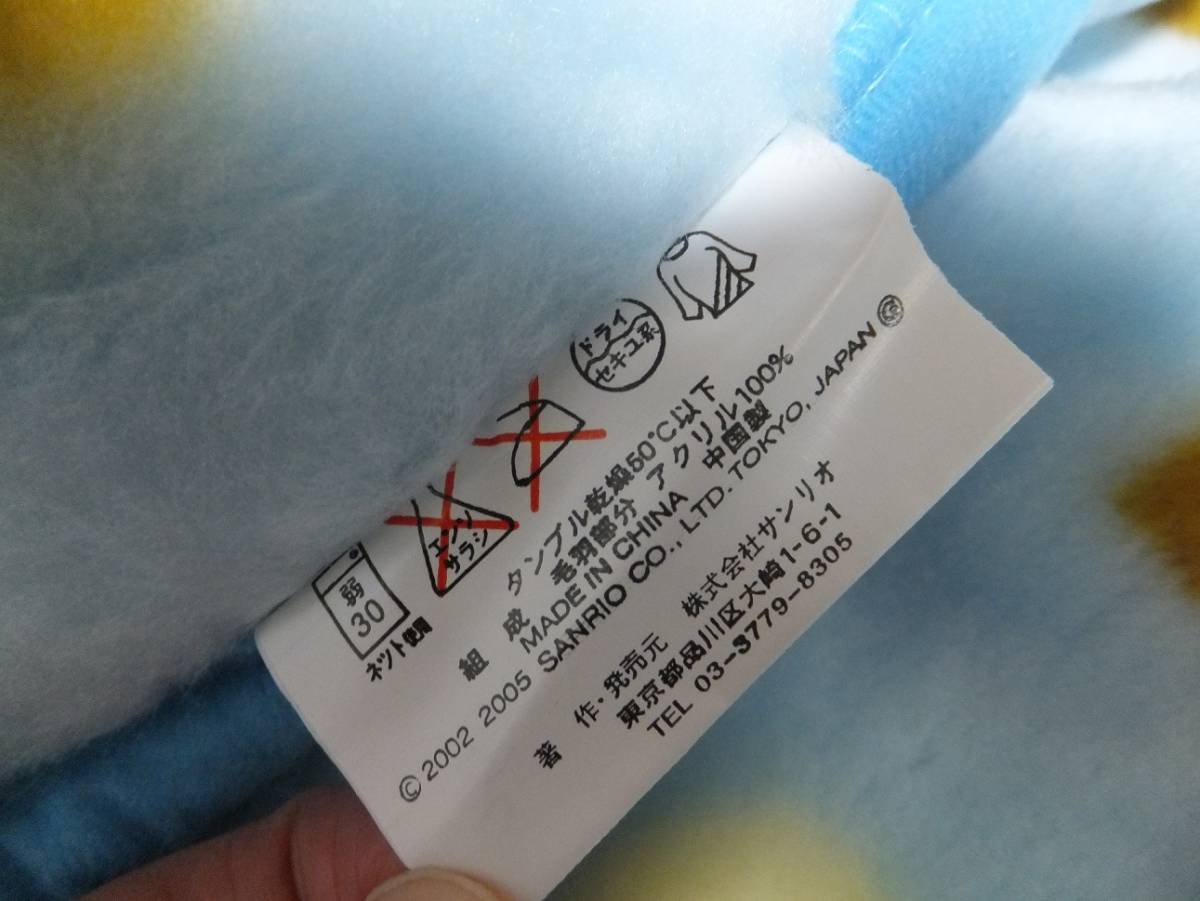 弱
30
ネット使用
エンソ
サラシ
ドライ
セキユ系
タンブル乾燥50℃以下
組 成 毛羽部分 アクリル100%
MADE IN CHINA 中国製
©2002 2005 SANRIO CO., LTD. TOKYO, JAPAN
著 作・発売元 株式会社サンリオ
東京都品川区大崎1-6-1
TEL 03-3779-8305